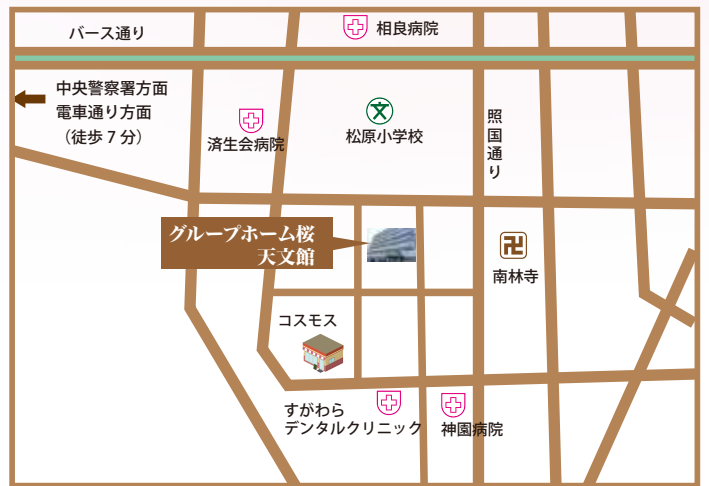 バース通り
相良病院
中央警察署方面
電車通り方面
（徒歩7分）
済生会病院
文
松原小学校
照国通り
グループホーム桜
天文館
卍
南林寺
コスモス
すがわら
デンタルクリニック
神園病院